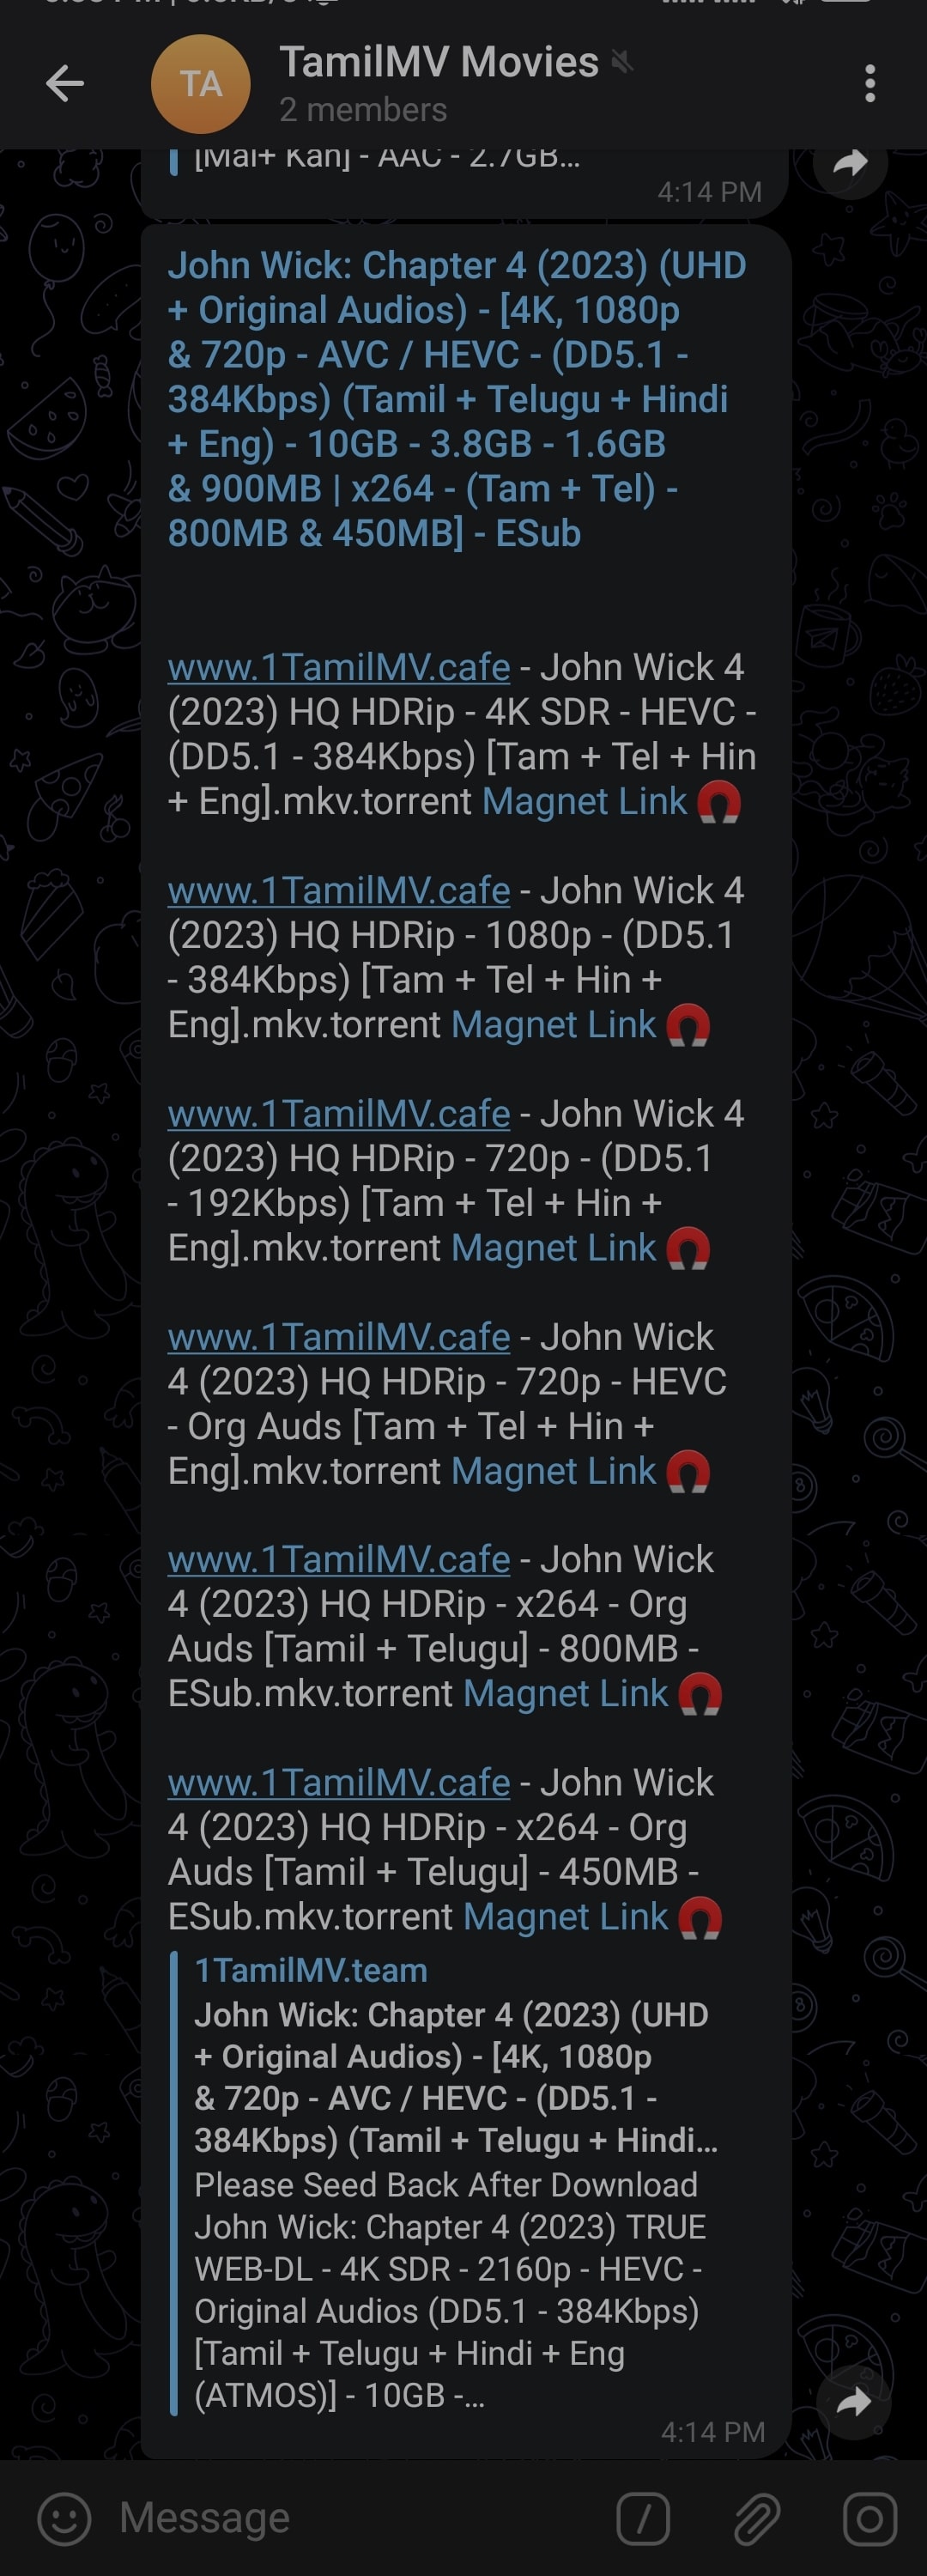 TA
TamilMV Movies
2 members
[Mal+ Kan] - AAC - 2.7GB...
4:14 PM
John Wick: Chapter 4 (2023) (UHD
+ Original Audios) - [4K, 1080p
& 720p - AVC / HEVC - (DD5.1 -
384Kbps) (Tamil + Telugu + Hindi
+ Eng) - 10GB - 3.8GB - 1.6GB
& 900MB | x264 - (Tam + Tel) -
800MB & 450MB] - ESub
www.1TamilMV.cafe - John Wick 4
(2023) HQ HDRip - 4K SDR - HEVC -
(DD5.1 - 384Kbps) [Tam + Tel + Hin
+ Eng].mkv.torrent Magnet Link
www.1TamilMV.cafe - John Wick 4
(2023) HQ HDRip - 1080p - (DD5.1
- 384Kbps) [Tam + Tel + Hin +
Eng].mkv.torrent Magnet Link
www.1TamilMV.cafe - John Wick 4
(2023) HQ HDRip - 720p - (DD5.1
- 192Kbps) [Tam + Tel + Hin +
Eng].mkv.torrent Magnet Link
www.1TamilMV.cafe - John Wick
4 (2023) HQ HDRip - 720p - HEVC
- Org Auds [Tam + Tel + Hin +
Eng].mkv.torrent Magnet Link
www.1TamilMV.cafe - John Wick
4 (2023) HQ HDRip - x264 - Org
Auds [Tamil + Telugu] - 800MB -
ESub.mkv.torrent Magnet Link
www.1TamilMV.cafe - John Wick
4 (2023) HQ HDRip - x264 - Org
Auds [Tamil + Telugu] - 450MB -
ESub.mkv.torrent Magnet Link
1TamilMV.team
John Wick: Chapter 4 (2023) (UHD
+ Original Audios) - [4K, 1080p
& 720p - AVC / HEVC - (DD5.1 -
384Kbps) (Tamil + Telugu + Hindi...
Please Seed Back After Download
John Wick: Chapter 4 (2023) TRUE
WEB-DL - 4K SDR - 2160p - HEVC -
Original Audios (DD5.1 - 384Kbps)
[Tamil + Telugu + Hindi + Eng
(ATMOS)] - 10GB -...
4:14 PM
Message